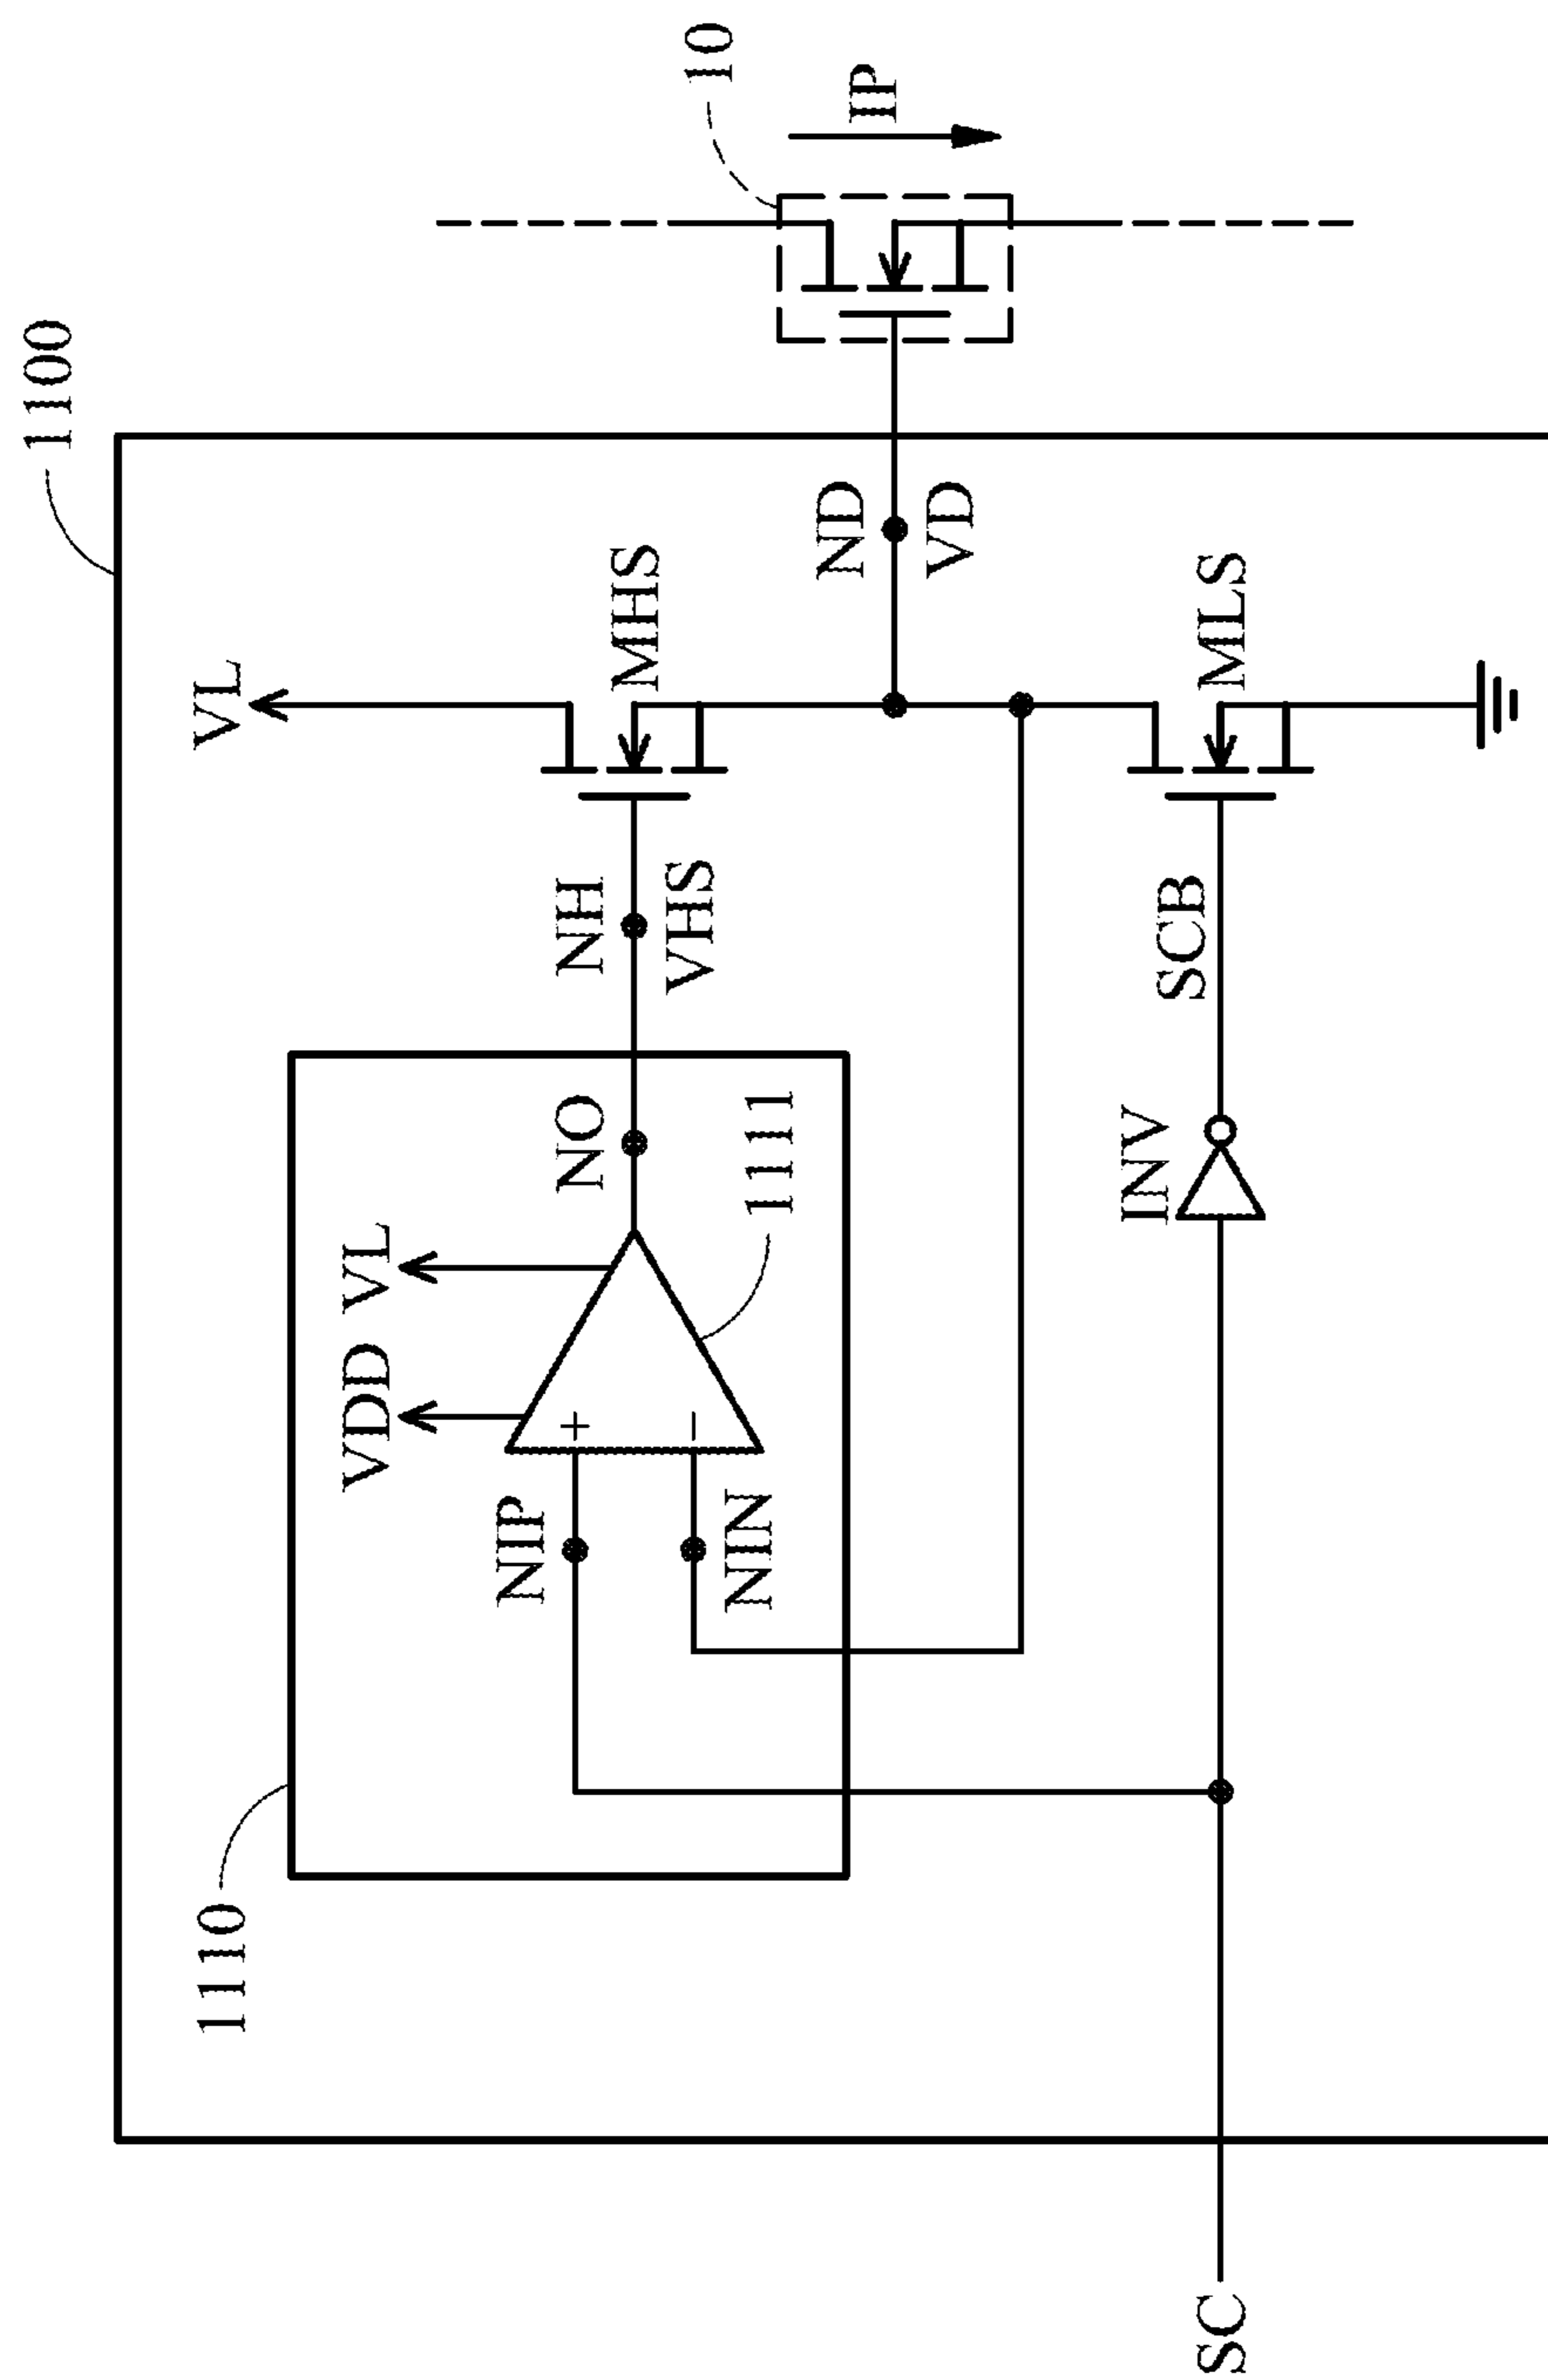 1100
10
IP
VL
MHS
ND
VD
NH
VHS
1110
VDD
VL
NO
NIP
+
−
NIN
1111
MLS
INV
SCB
SC